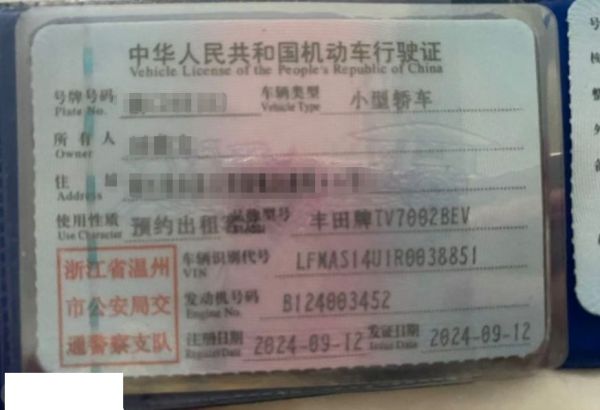 中华人民共和国机动车行驶证
Vehicle License of the People's Republic of China
号牌号码 车辆类型 小型轿车
Plate No. Vehicle Type
所有人
Owner
住 址
Address
使用性质 预约出租客运 品牌型号 丰田牌TV7002BEV
Use Character
浙江省温州 车辆识别代号 LFMAS14U1R0038851
VIN
市公安局交 发动机号码 B124003452
Engine No.
通警察支队 注册日期 2024-09-12 发证日期 2024-09-12
Register Date Issue Date